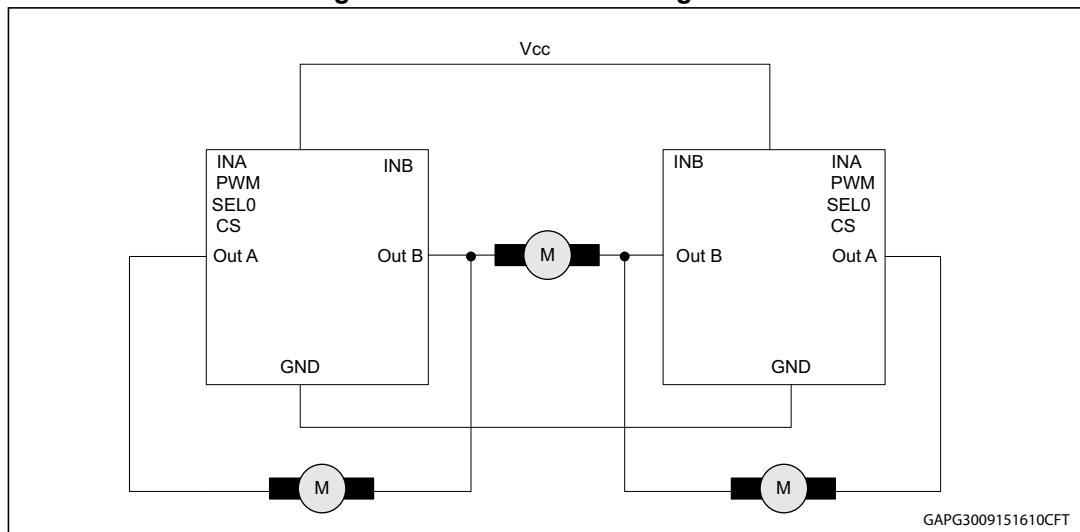 Vcc
INA
PWM
SEL0
CS
Out A
INB
Out B
GND
M
INB
Out B
INA
PWM
SEL0
CS
Out A
GND
M
M
GAPG3009151610CFT